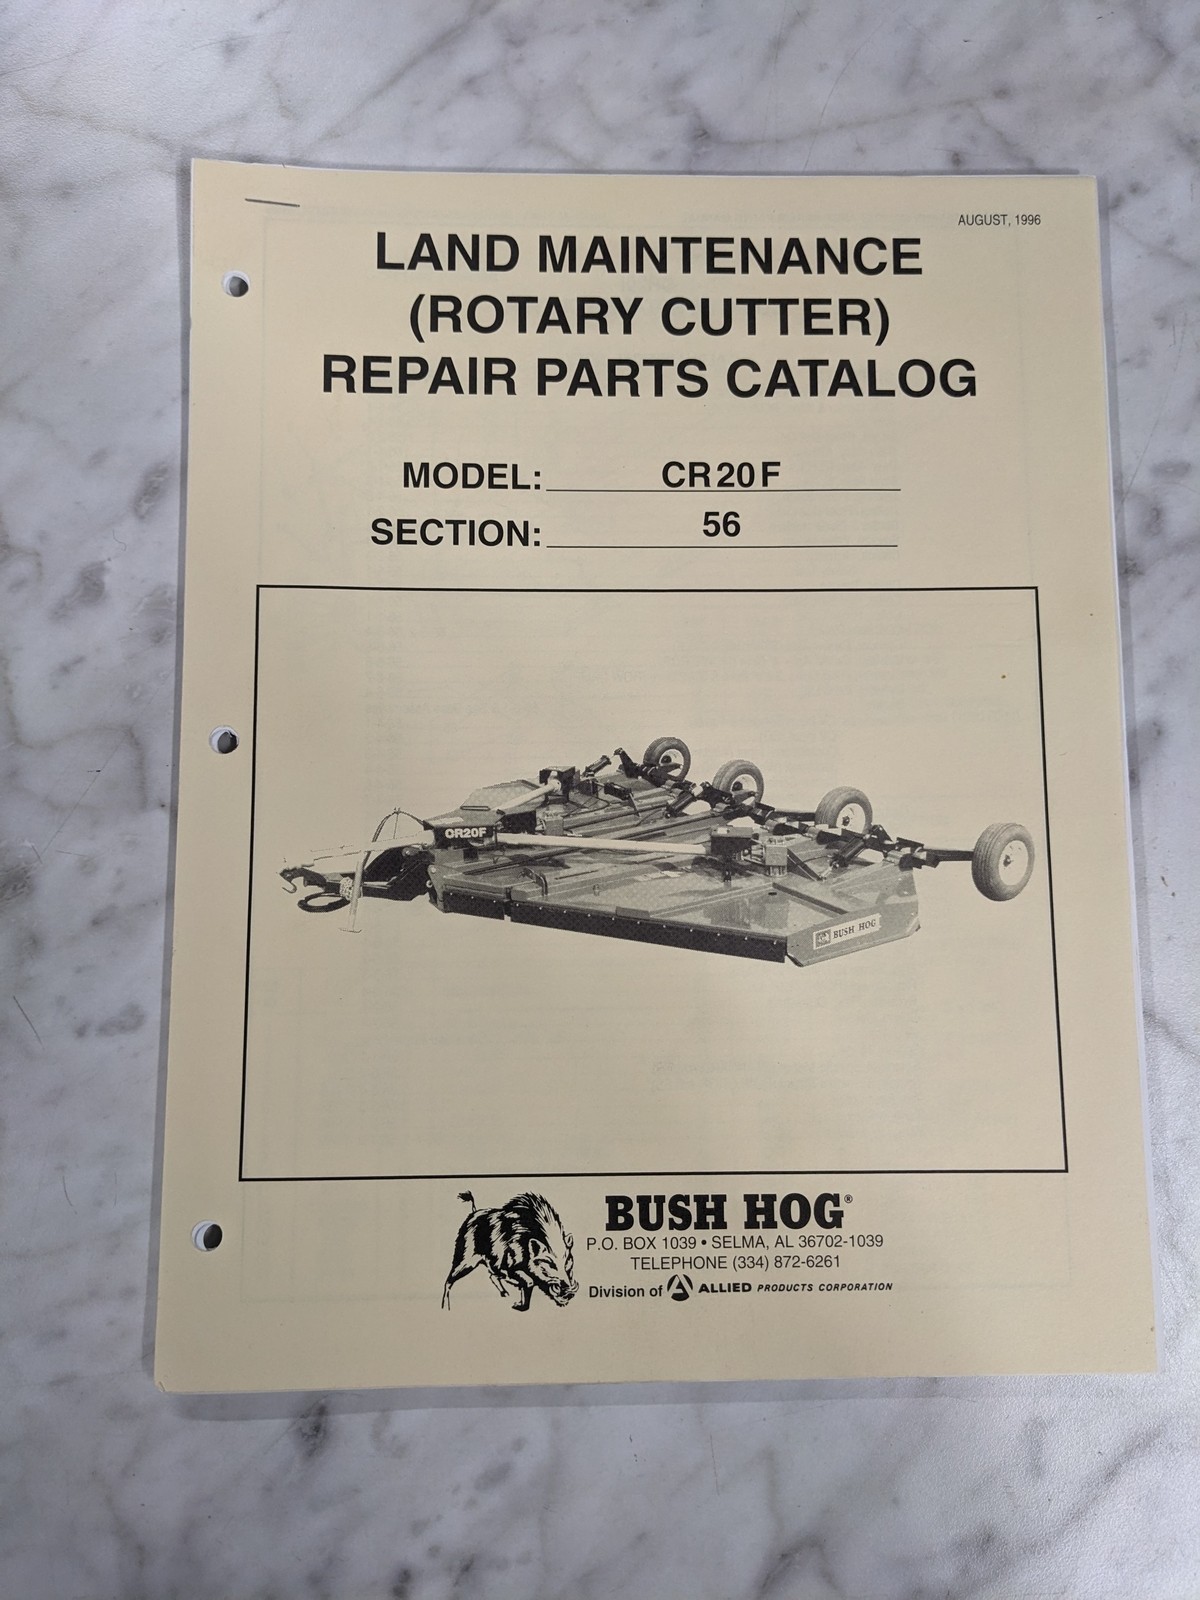 AUGUST, 1996
LAND MAINTENANCE
(ROTARY CUTTER)
REPAIR PARTS CATALOG
MODEL: CR20F
SECTION: 56
CR20F
BUSH HOG
BUSH HOG®
P.O. BOX 1039 • SELMA, AL 36702-1039
TELEPHONE (334) 872-6261
Division of ALLIED PRODUCTS CORPORATION